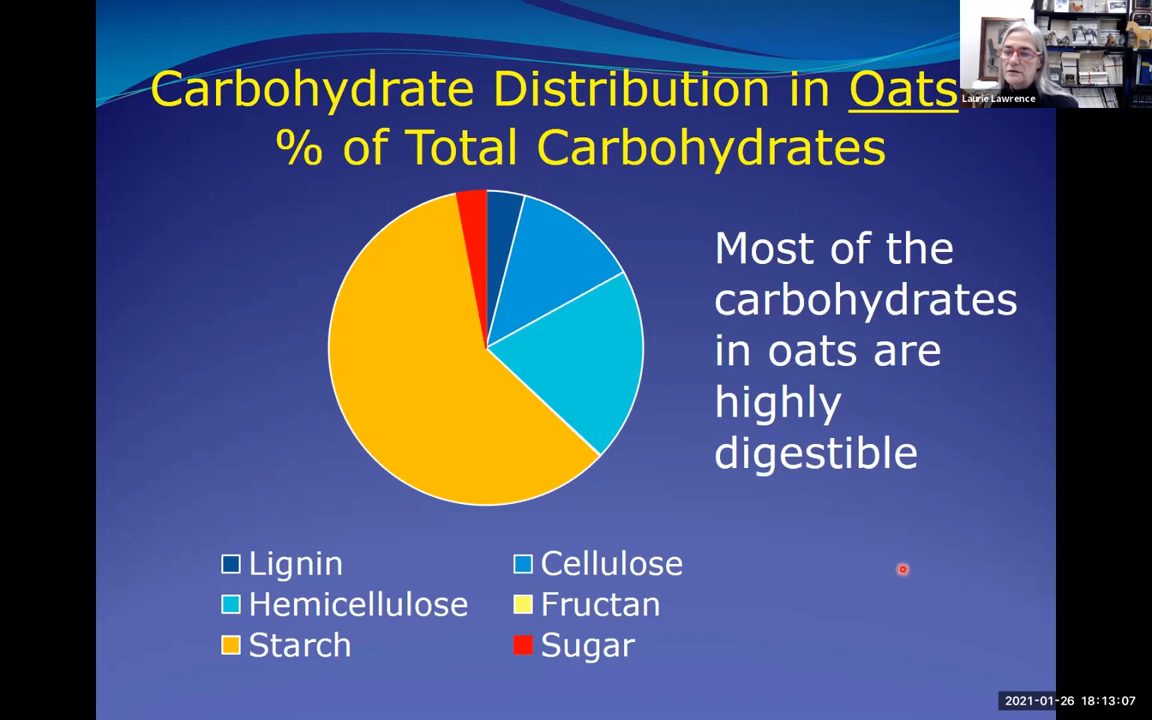 Carbohydrate Distribution in Oats
% of Total Carbohydrates
Laurie Lawrence
Most of the
carbohydrates
in oats are
highly
digestible
Lignin
Cellulose
Hemicellulose
Fructan
Starch
Sugar
2021-01-26 18:13:07